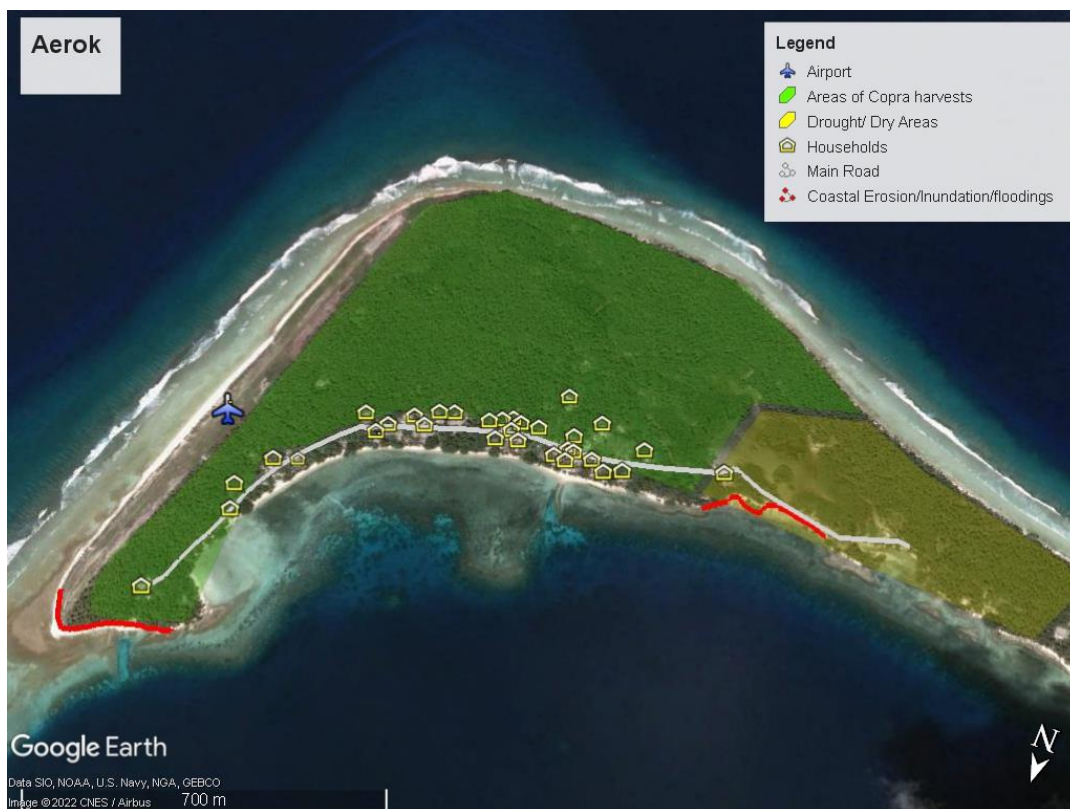 Aerok
Legend
Airport
Areas of Copra harvests
Drought/ Dry Areas
Households
Main Road
Coastal Erosion/Inundation/floodings
Google Earth
N
Data SIO, NOAA, U.S. Navy, NGA, GEBCO
Image ©2022 CNES / Airbus
700 m